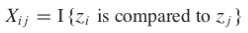 X_{ij} = I {z_i is compared to z_j}